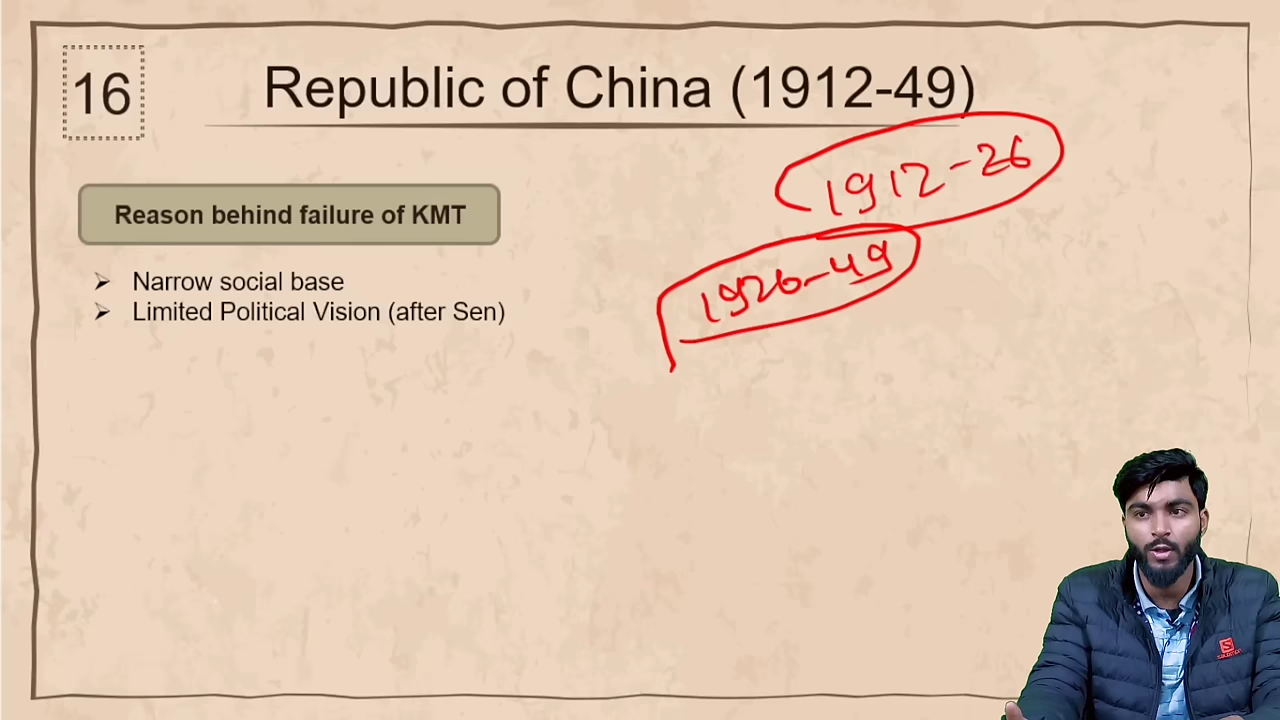 16
Republic of China (1912-49)
1912-26
Reason behind failure of KMT
1926-49
➢ Narrow social base
➢ Limited Political Vision (after Sen)
S
salomon